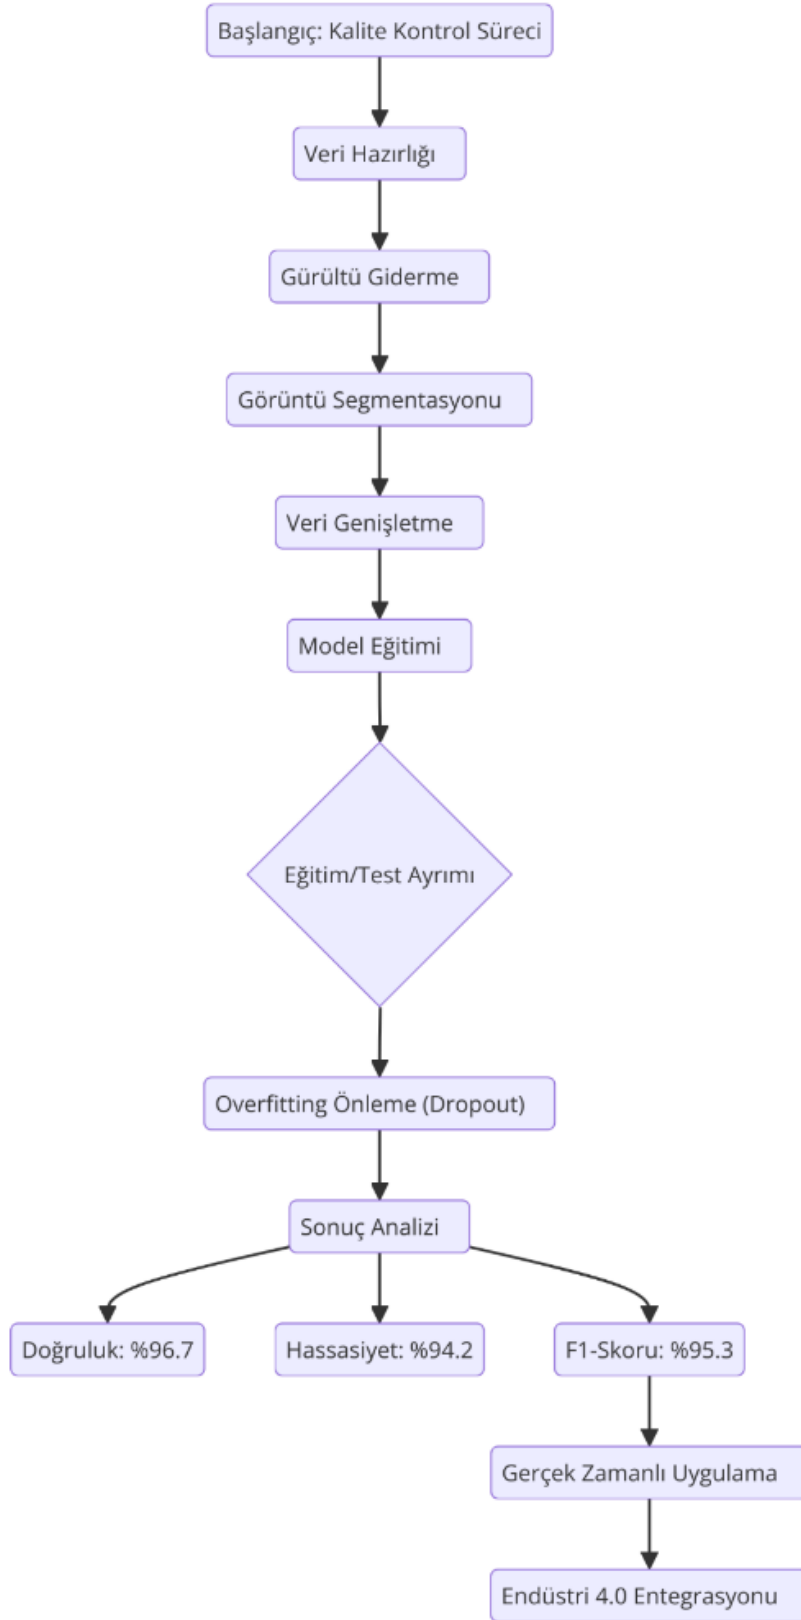 Başlangıç: Kalite Kontrol Süreci
Veri Hazırlığı
Gürültü Giderme
Görüntü Segmentasyonu
Veri Genişletme
Model Eğitimi
Eğitim/Test Ayrımı
Overfitting Önleme (Dropout)
Sonuç Analizi
Doğruluk: %96.7
Hassasiyet: %94.2
F1-Skoru: %95.3
Gerçek Zamanlı Uygulama
Endüstri 4.0 Entegrasyonu